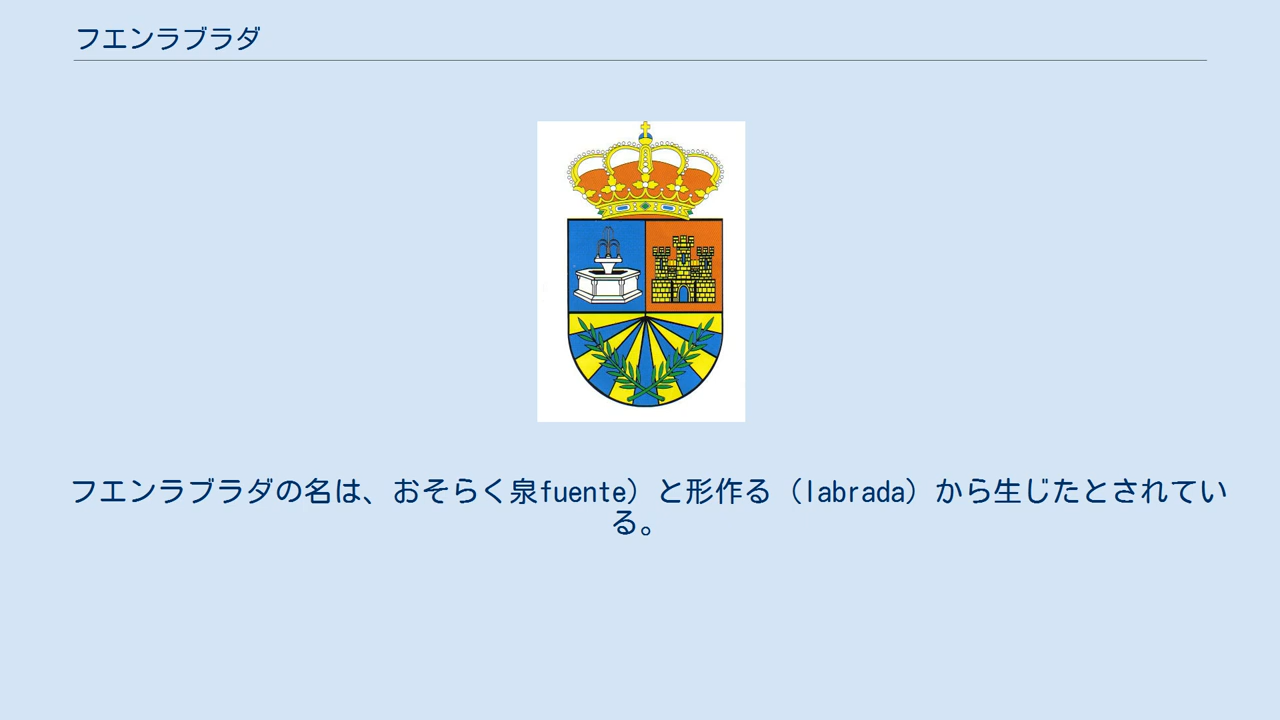 フエンラブラダ
フエンラブラダの名は、おそらく泉fuente）と形作る（labrada）から生じたとされてい
る。